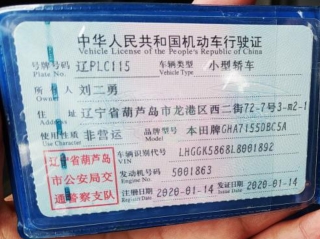 中华人民共和国机动车行驶证
Vehicle License of the People's Republic of China
号牌号码 辽PLC115 车辆类型 小型轿车
Plate No. Vehicle Type
所有人 刘二勇
Owner
住址 辽宁省葫芦岛市龙港区西二街72-7号3-m2-1
Address
使用性质 非营运 品牌型号 本田牌GHA7155DBC5A
Use Character Model
辽宁省葫芦岛
市公安局交
通警察支队
车辆识别代号 LHGGK5868L8001892
VIN
发动机号码 5001863
Engine No.
注册日期 2020-01-14 发证日期 2020-01-14
Register Date Issue Date